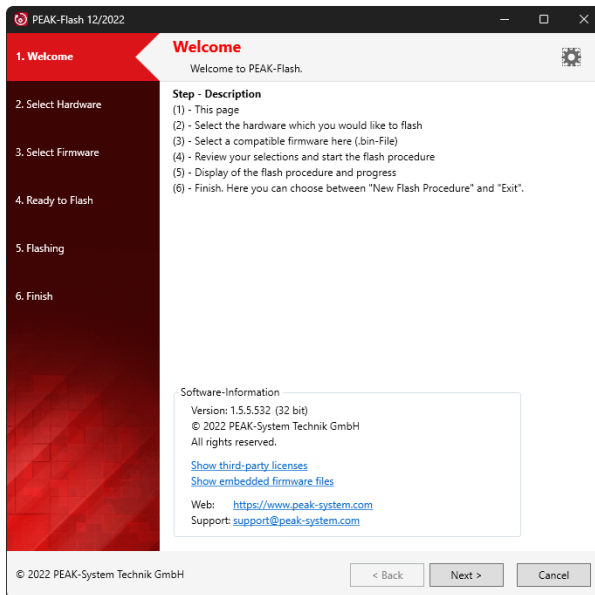 PEAK-Flash 12/2022
1. Welcome
2. Select Hardware
3. Select Firmware
4. Ready to Flash
5. Flashing
6. Finish
Welcome
Welcome to PEAK-Flash.
Step - Description
(1) - This page
(2) - Select the hardware which you would like to flash
(3) - Select a compatible firmware here (.bin-File)
(4) - Review your selections and start the flash procedure
(5) - Display of the flash procedure and progress
(6) - Finish. Here you can choose between "New Flash Procedure" and "Exit".
Software-Information
Version: 1.5.5.532 (32 bit)
© 2022 PEAK-System Technik GmbH
All rights reserved.
Show third-party licenses
Show embedded firmware files
Web: https://www.peak-system.com
Support: support@peak-system.com
© 2022 PEAK-System Technik GmbH
< Back Next > Cancel